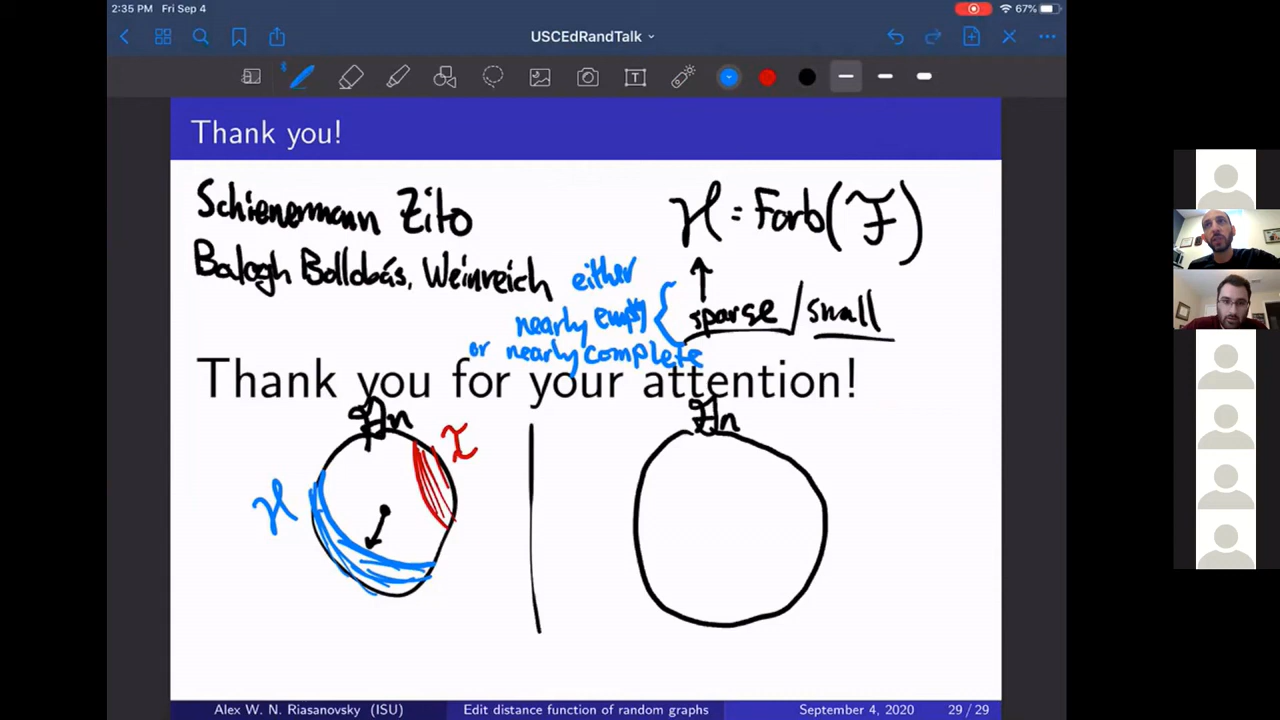 2:35 PM Fri Sep 4
67%
USCEdRandTalk
Thank you!
Schienermann Zito
Balogh Bollobás, Weinreich
H = Forb(F)
either
nearly empty
or nearly complete
sparse / small
Thank you for your attention!
H
Gn
Gn
Alex W. N. Riasanovsky (ISU)
Edit distance function of random graphs
September 4, 2020
29 / 29